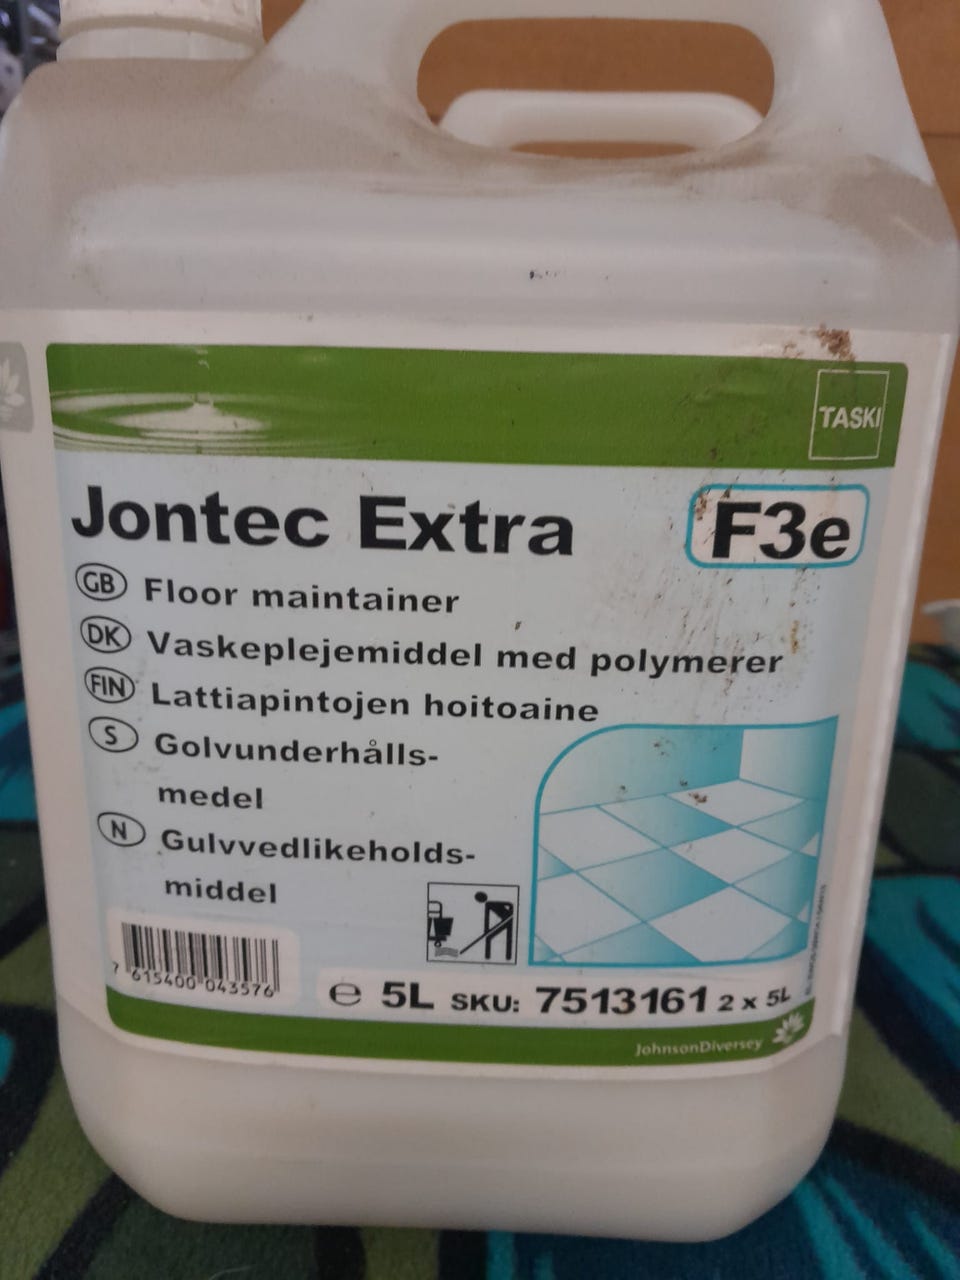 TASKI
Jontec Extra F3e
GB Floor maintainer
DK Vaskeplejemiddel med polymerer
FIN Lattiapintojen hoitoaine
S Golvunderhålls-
medel
N Gulvvedlikeholds-
middel
7 615400 043576
e 5L SKU: 7513161 2 x 5L
JohnsonDiversey